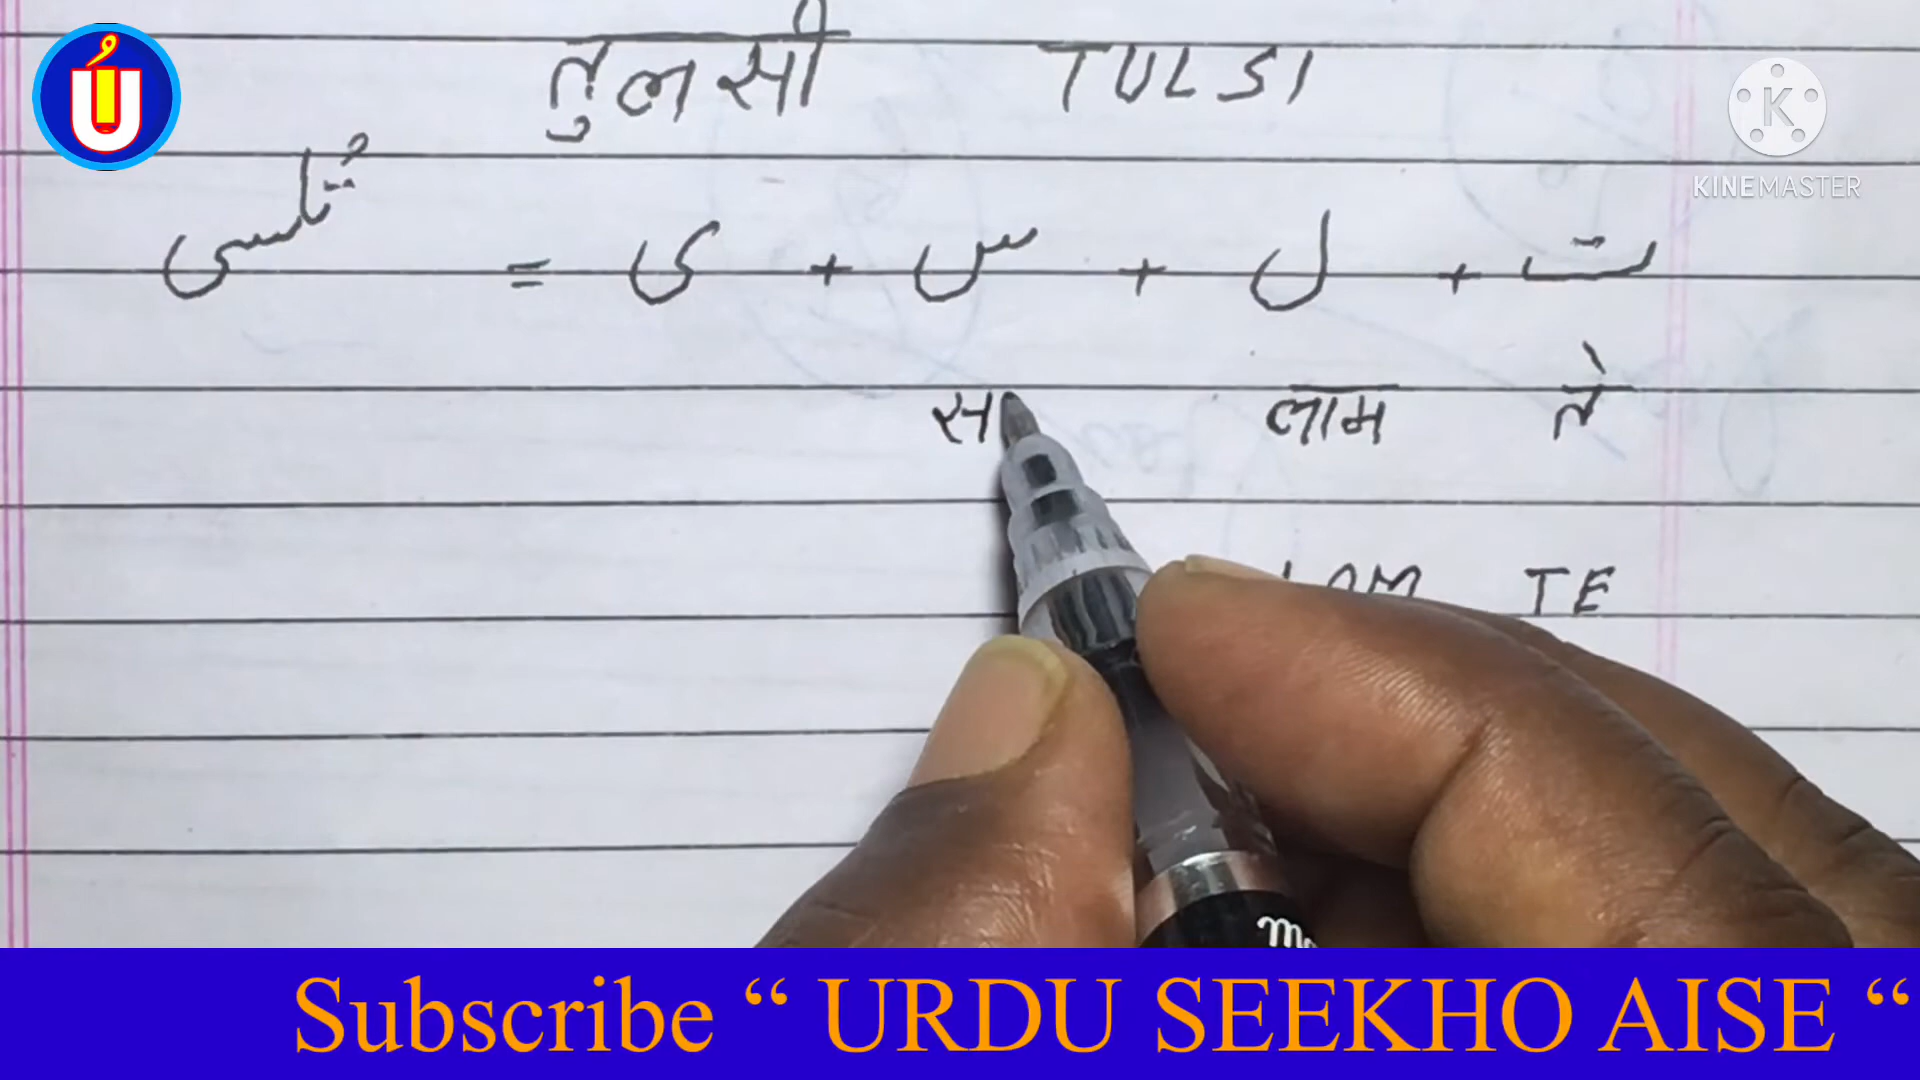 तुलसी TULSI
KINEMASTER
تُلسی = ی + س + ل + ت
स लाम ते
LAM TE
Subscribe “ URDU SEEKHO AISE “